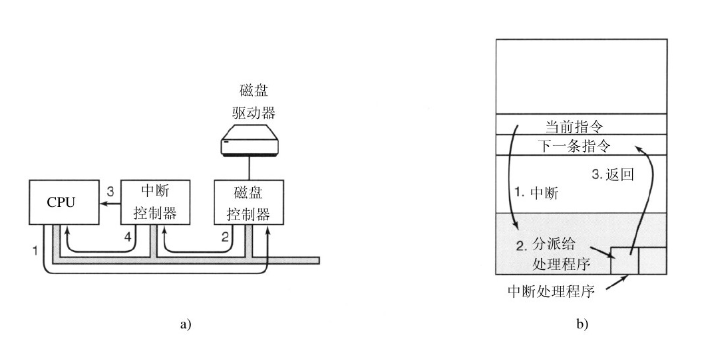 磁盘
驱动器
CPU
3
中断
控制器
磁盘
控制器
1
4
2
a)
当前指令
下一条指令
3.返回
1. 中断
2. 分派给
处理程序
中断处理程序
b)